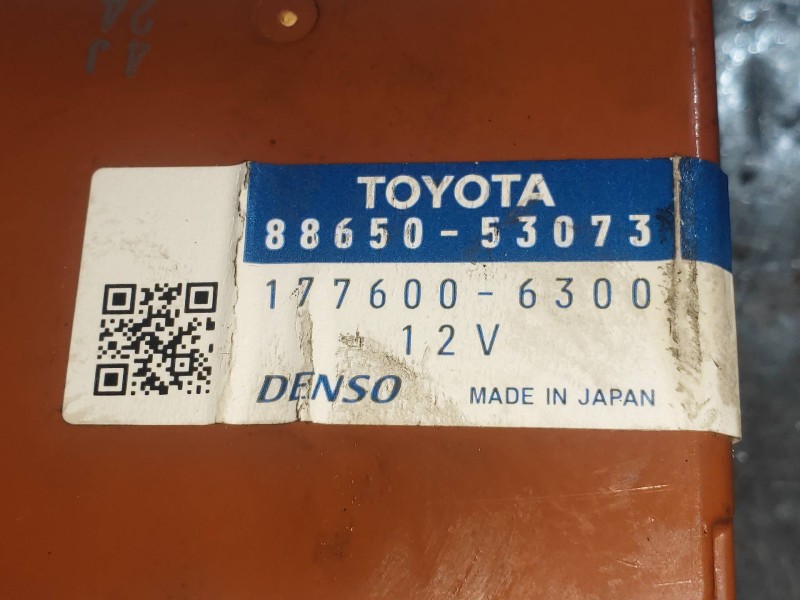 TOYOTA
88650-53073
177600-6300
12V
DENSO
MADE IN JAPAN